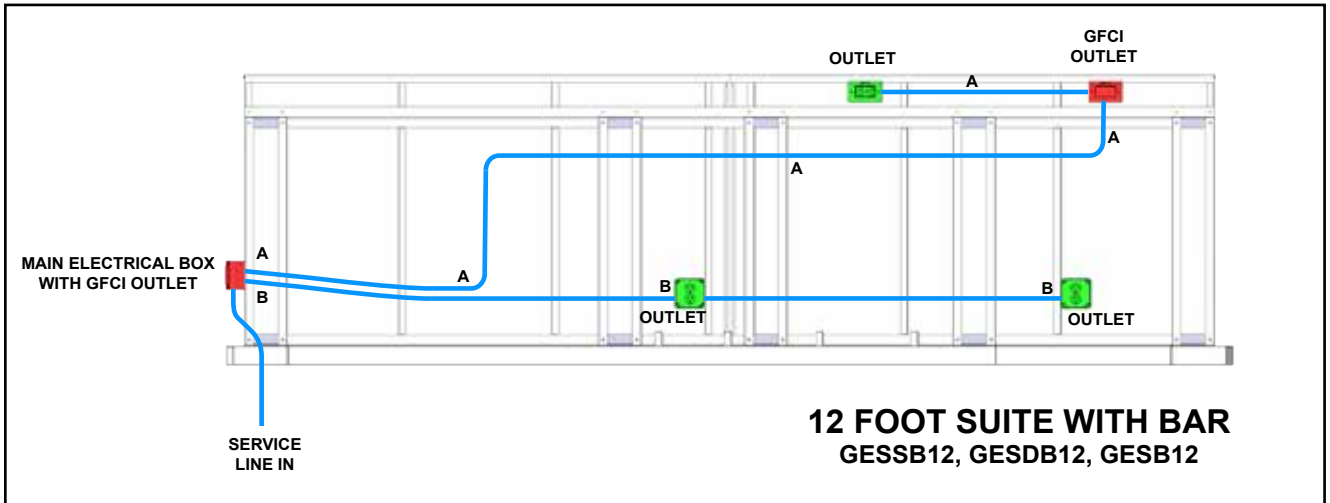 GFCI
OUTLET
OUTLET
A
A
A
MAIN ELECTRICAL BOX
WITH GFCI OUTLET
A
A
B
B
OUTLET
B
OUTLET
12 FOOT SUITE WITH BAR
GESSB12, GESDB12, GESB12
SERVICE
LINE IN